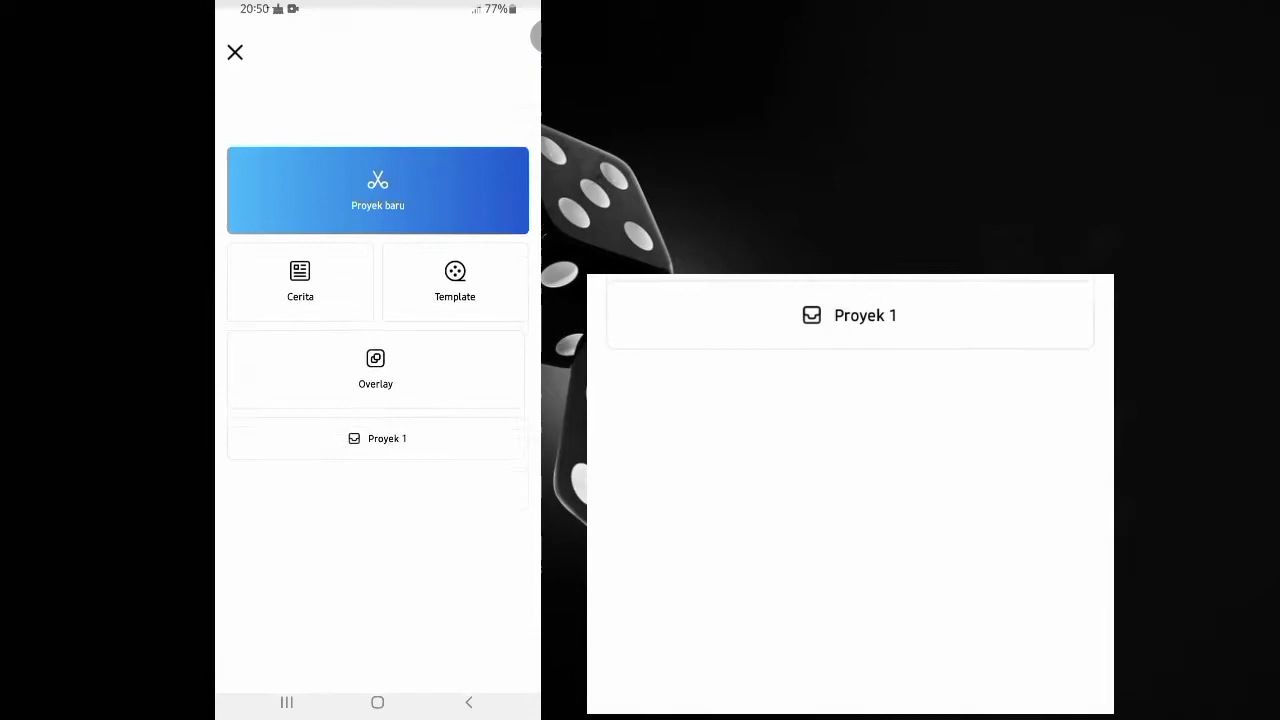 20:50
77%
Proyek baru
Cerita
Template
Overlay
Proyek 1
Proyek 1